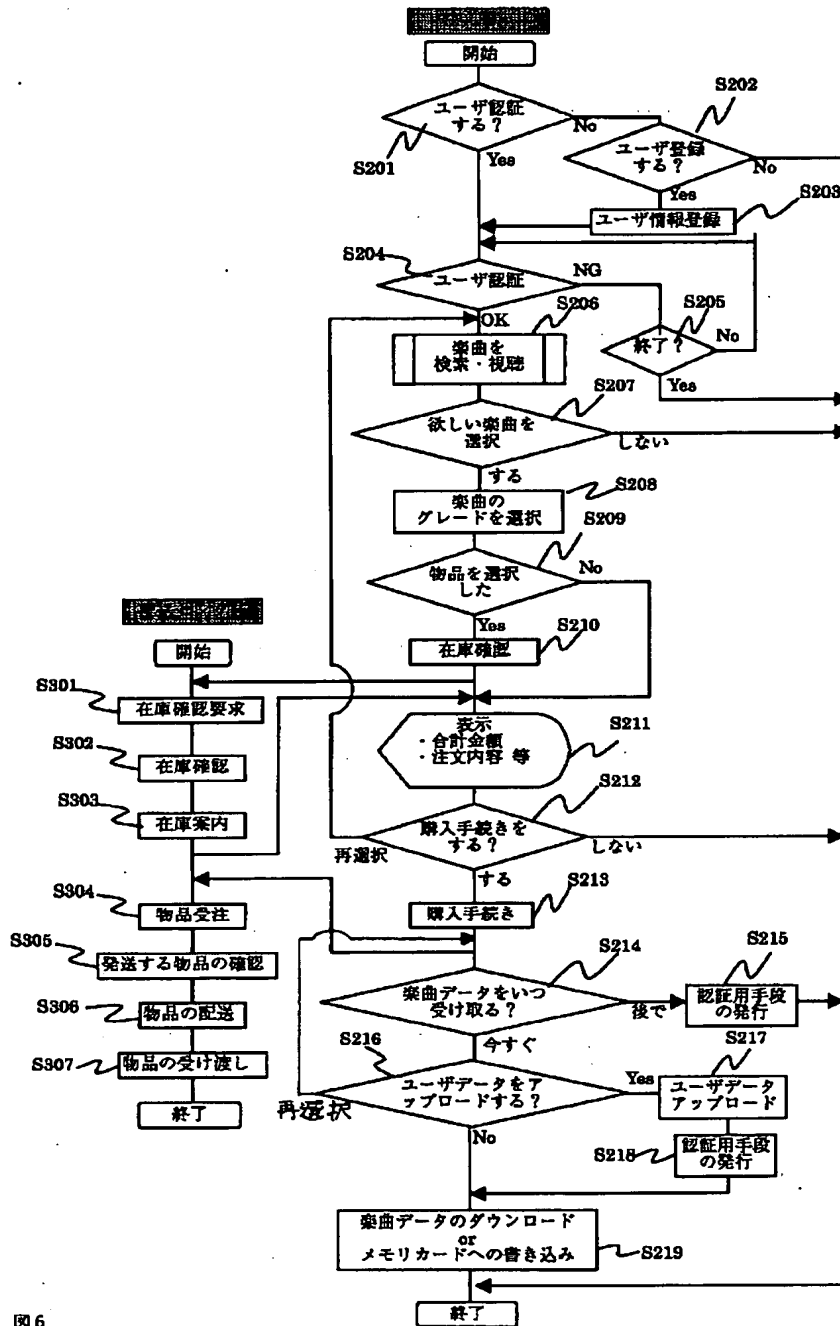 開始
ユーザ認証
する?
S201
No
Yes
S202
ユーザ登録
する?
No
Yes
S203
ユーザ情報登録
S204
ユーザ認証
NG
OK
S205
終了?
No
Yes
S206
楽曲を
検索・視聴
S207
欲しい楽曲を
選択
しない
する
S208
楽曲の
グレードを選択
S209
物品を選択
した
No
Yes
S210
在庫確認
S211
表示
・合計金額
・注文内容 等
S212
購入手続きを
する?
再選択
しない
する
S213
購入手続き
S214
楽曲データをいつ
受け取る?
後で
今すぐ
S215
認証用手段
の発行
S216
ユーザデータをア
ップロードする?
再選択
Yes
No
S217
ユーザデータ
アップロード
S218
認証用手段
の発行
楽曲データのダウンロード
or
メモリカードへの書き込み
S219
終了
開始
S301
在庫確認要求
S302
在庫確認
S303
在庫案内
S304
物品受注
S305
発送する物品の確認
S306
物品の配送
S307
物品の受け渡し
終了
図6